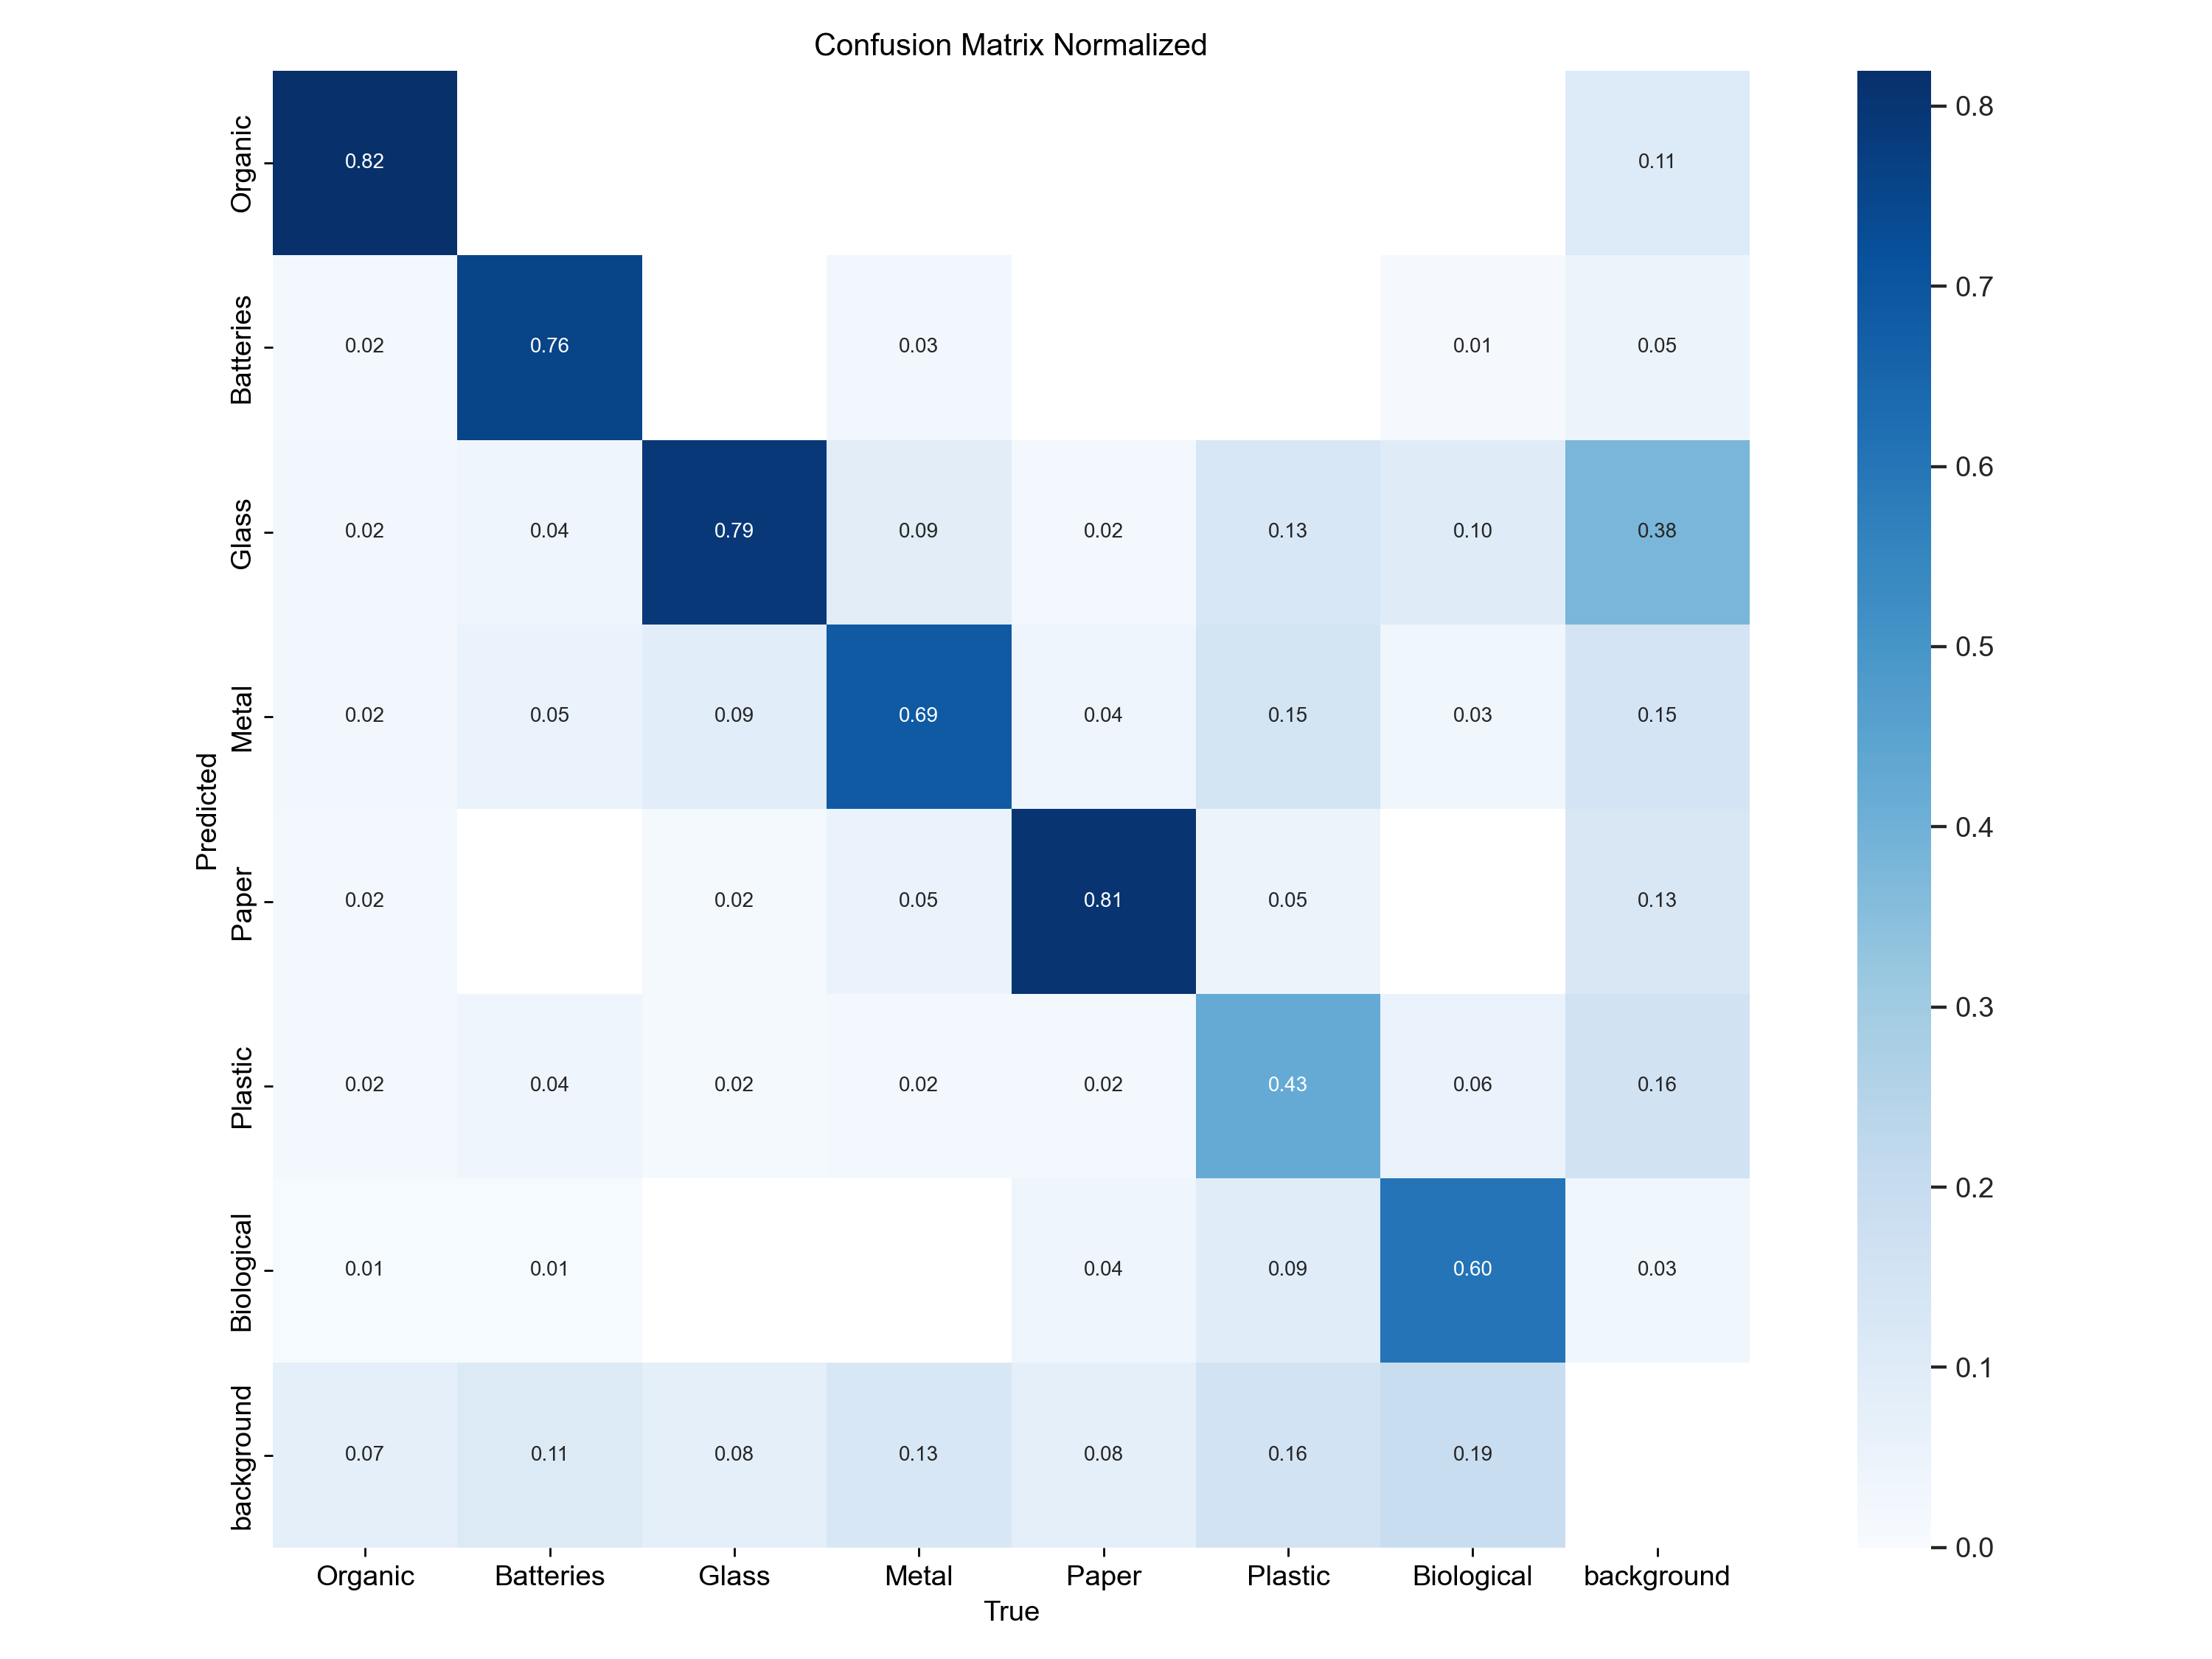 Confusion Matrix Normalized
Organic 0.82 0.11 0.8
Batteries 0.02 0.76 0.03 0.01 0.05 0.7
Glass 0.02 0.04 0.79 0.09 0.02 0.13 0.10 0.38 0.6
Metal 0.02 0.05 0.09 0.69 0.04 0.15 0.03 0.15 0.5
Predicted
Paper 0.02 0.02 0.05 0.81 0.05 0.13 0.4
Plastic 0.02 0.04 0.02 0.02 0.02 0.43 0.06 0.16 0.3
Biological 0.01 0.01 0.04 0.09 0.60 0.03 0.2
background 0.07 0.11 0.08 0.13 0.08 0.16 0.19 0.1
0.0
Organic Batteries Glass Metal Paper Plastic Biological background
True